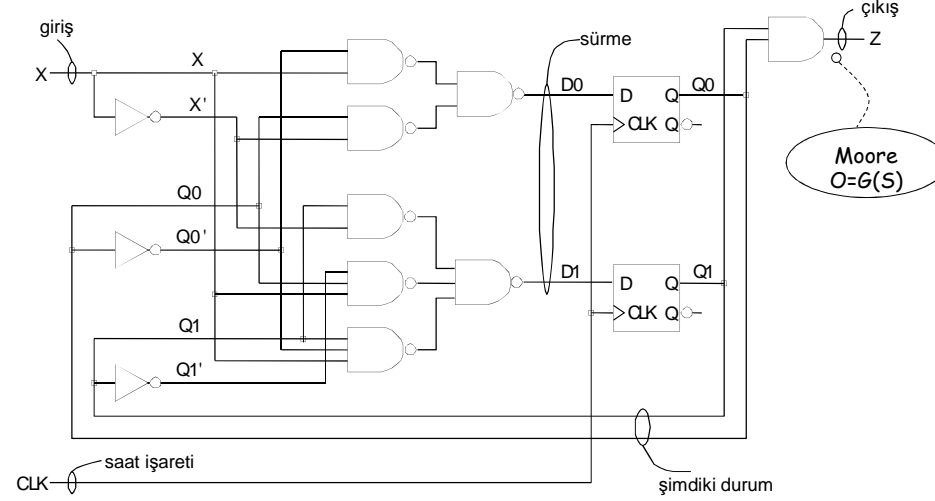 giriş
çıkış
X
X
X'
Q0
Q0'
Q1
Q1'
sürme
D0
D Q
CLK Q
Q0
D1
D Q
CLK Q
Q1
Z
Moore
O=G(S)
CLK
saat işareti
şimdiki durum